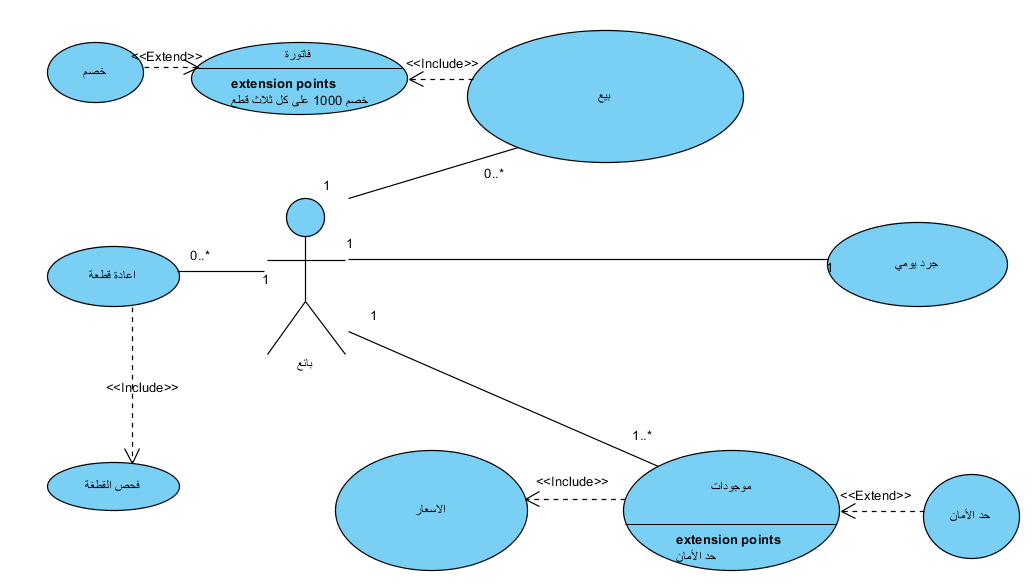 <<Extend>>
خصم
فاتورة
extension points
خصم 1000 على كل ثلاث قطع
<<Include>>
بيع
0..*
1
1
جرد يومي
1
0..*
1
اعادة قطعة
بائع
1
1..*
<<Include>>
فحص القطغة
الاسعار
<<Include>>
موجودات
extension points
حد الأمان
<<Extend>>
حد الأمان